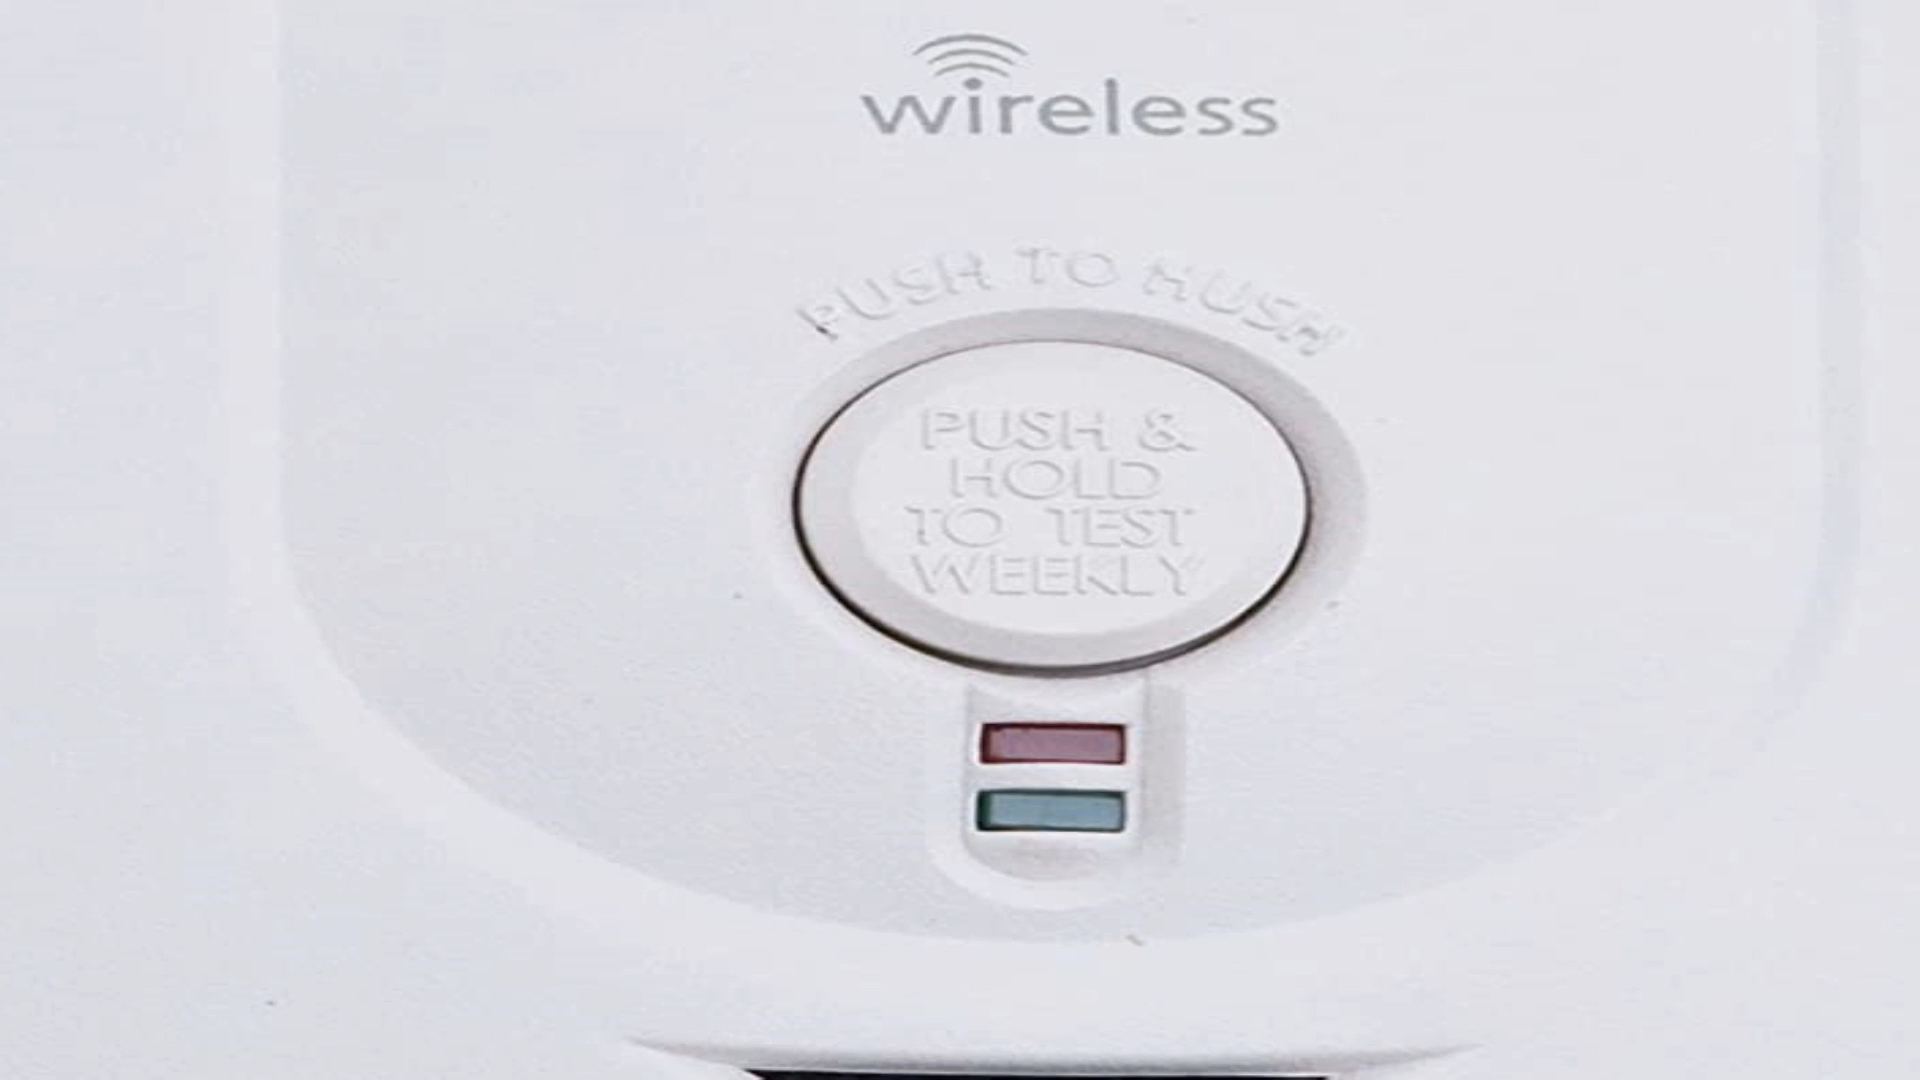 wireless
PUSH TO HUSH
PUSH &
HOLD
TO TEST
WEEKLY